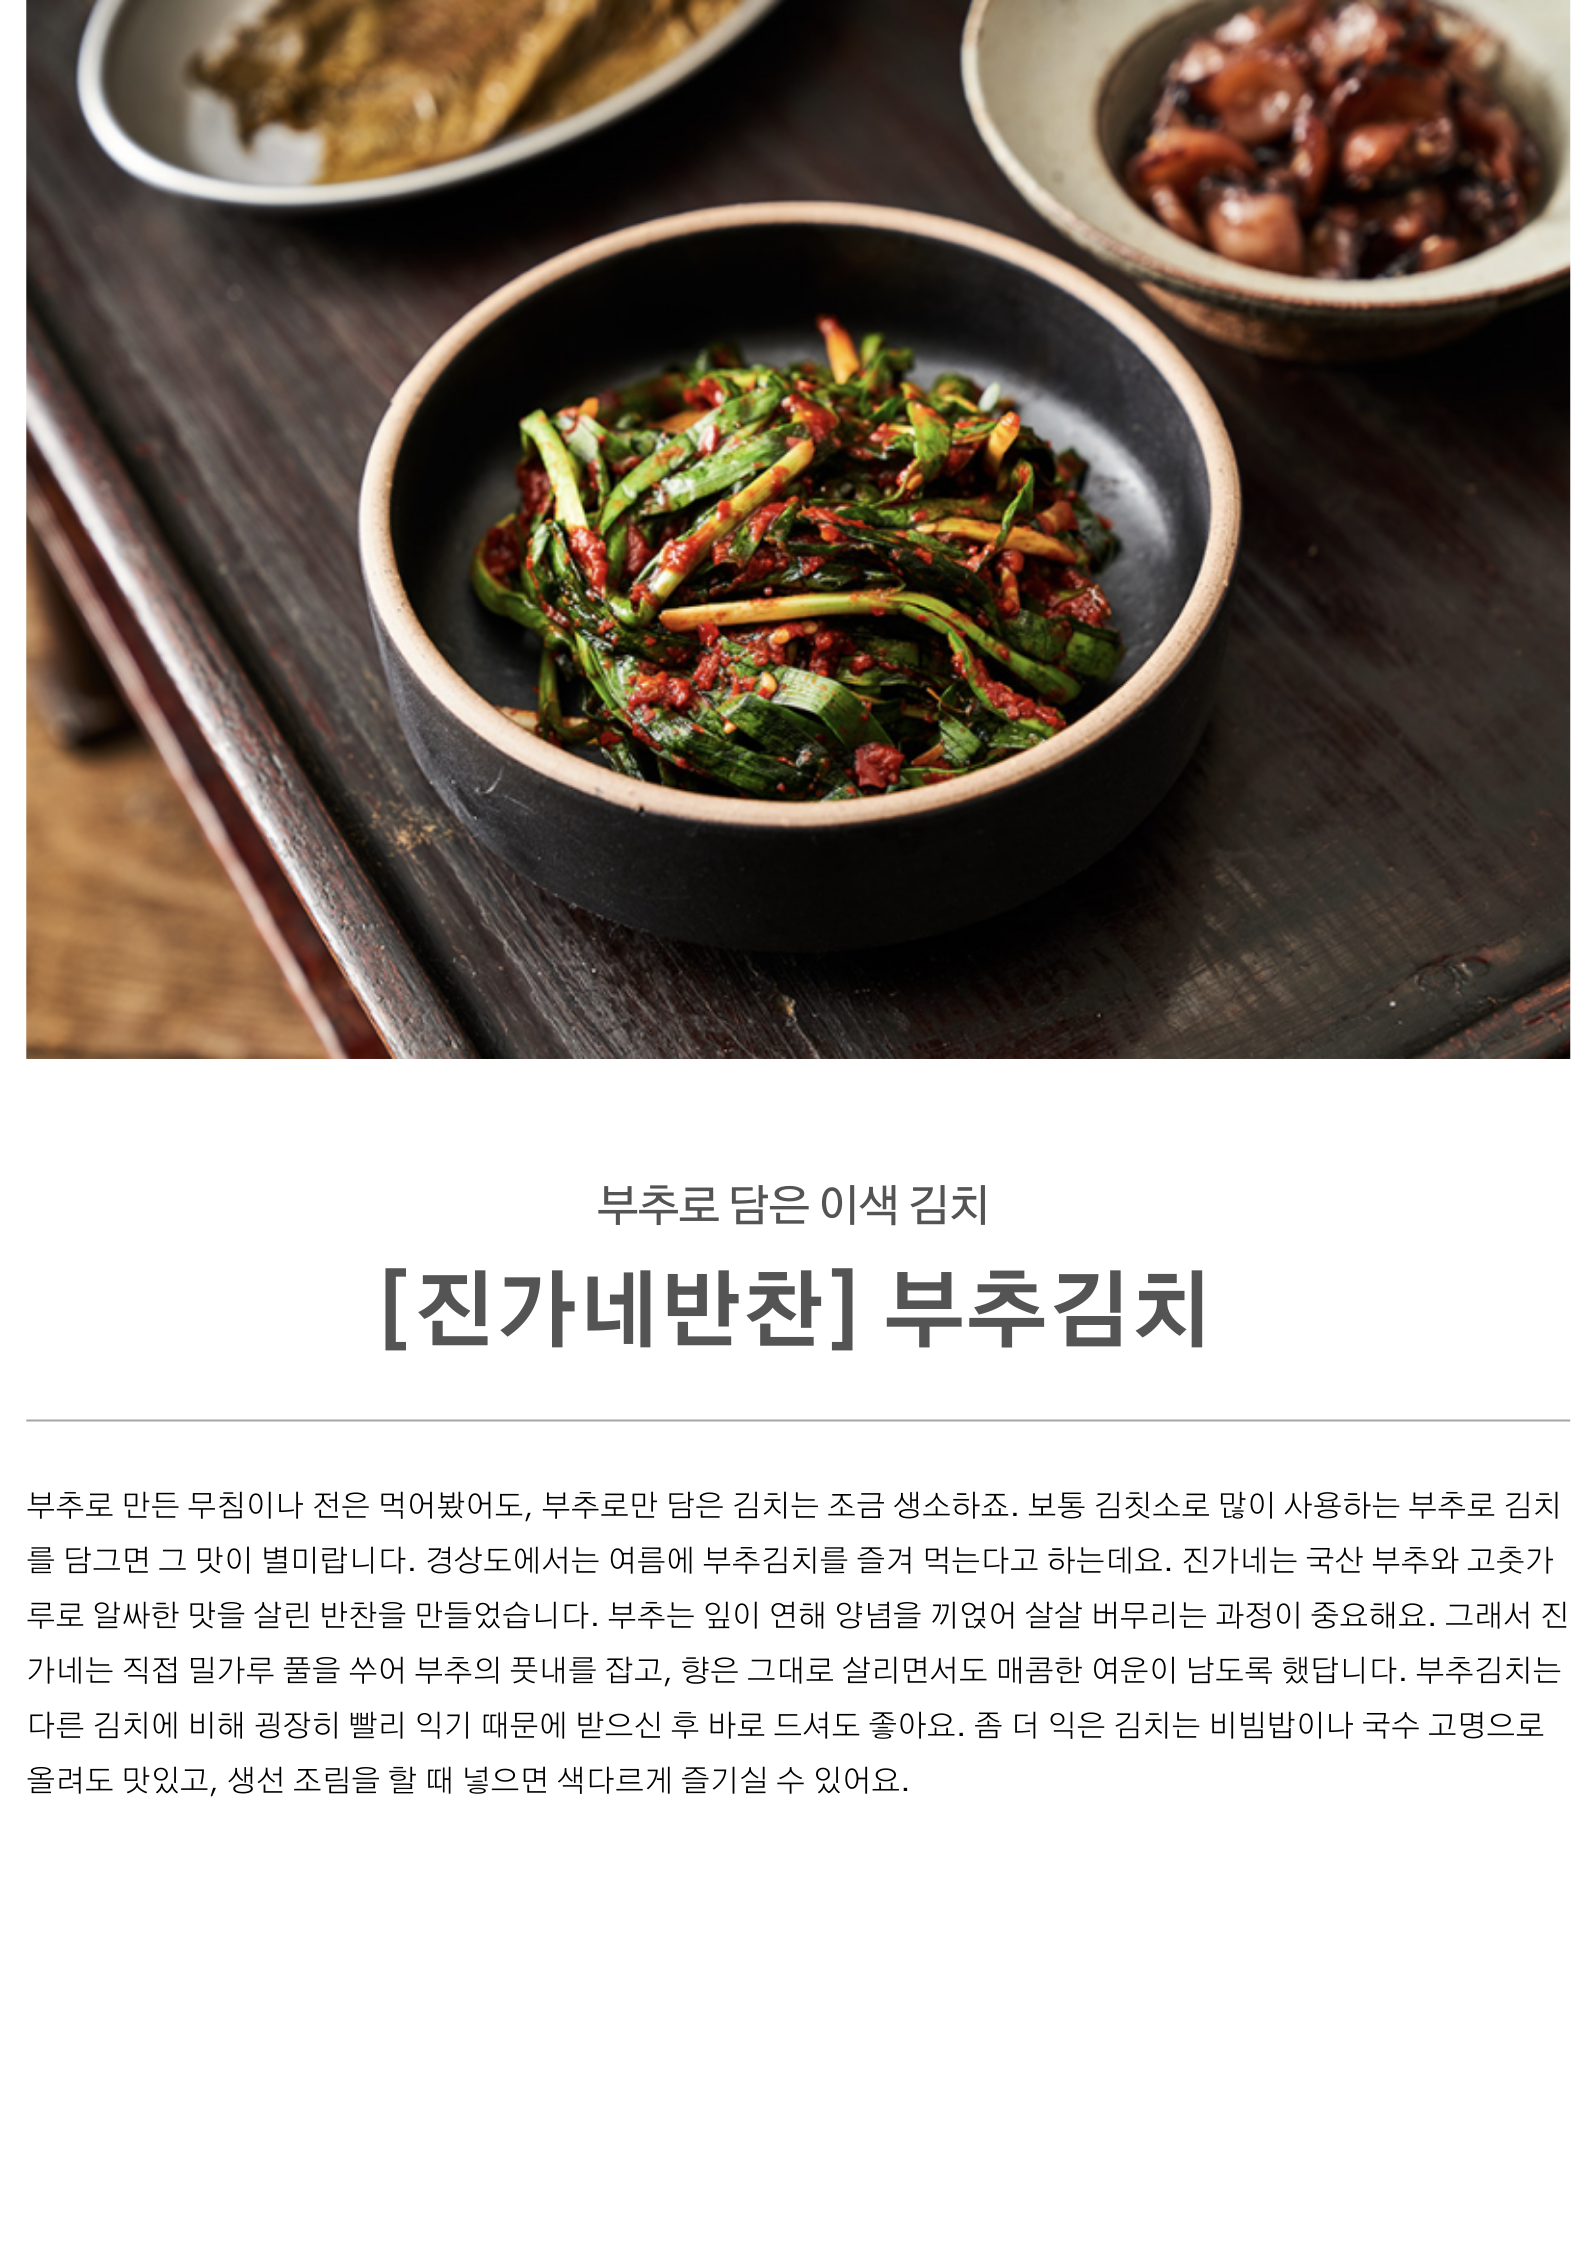 부추로 담은 이색 김치
[진가네반찬] 부추김치
부추로 만든 무침이나 전은 먹어봤어도, 부추로만 담은 김치는 조금 생소하죠. 보통 김칫소로 많이 사용하는 부추로 김치
를 담그면 그 맛이 별미랍니다. 경상도에서는 여름에 부추김치를 즐겨 먹는다고 하는데요. 진가네는 국산 부추와 고춧가
루로 알싸한 맛을 살린 반찬을 만들었습니다. 부추는 잎이 연해 양념을 끼얹어 살살 버무리는 과정이 중요해요. 그래서 진
가네는 직접 밀가루 풀을 쑤어 부추의 풋내를 잡고, 향은 그대로 살리면서도 매콤한 여운이 남도록 했답니다. 부추김치는
다른 김치에 비해 굉장히 빨리 익기 때문에 받으신 후 바로 드셔도 좋아요. 좀 더 익은 김치는 비빔밥이나 국수 고명으로
올려도 맛있고, 생선 조림을 할 때 넣으면 색다르게 즐기실 수 있어요.